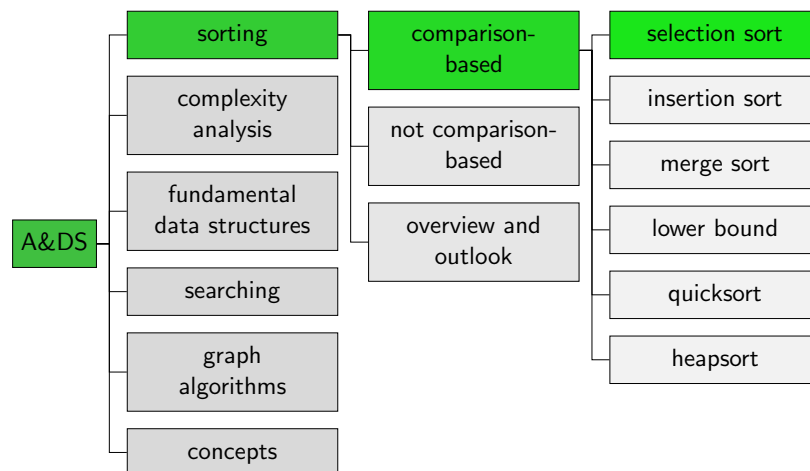 A&DS
sorting
complexity
analysis
fundamental
data structures
searching
graph
algorithms
concepts
comparison-
based
not comparison-
based
overview and
outlook
selection sort
insertion sort
merge sort
lower bound
quicksort
heapsort